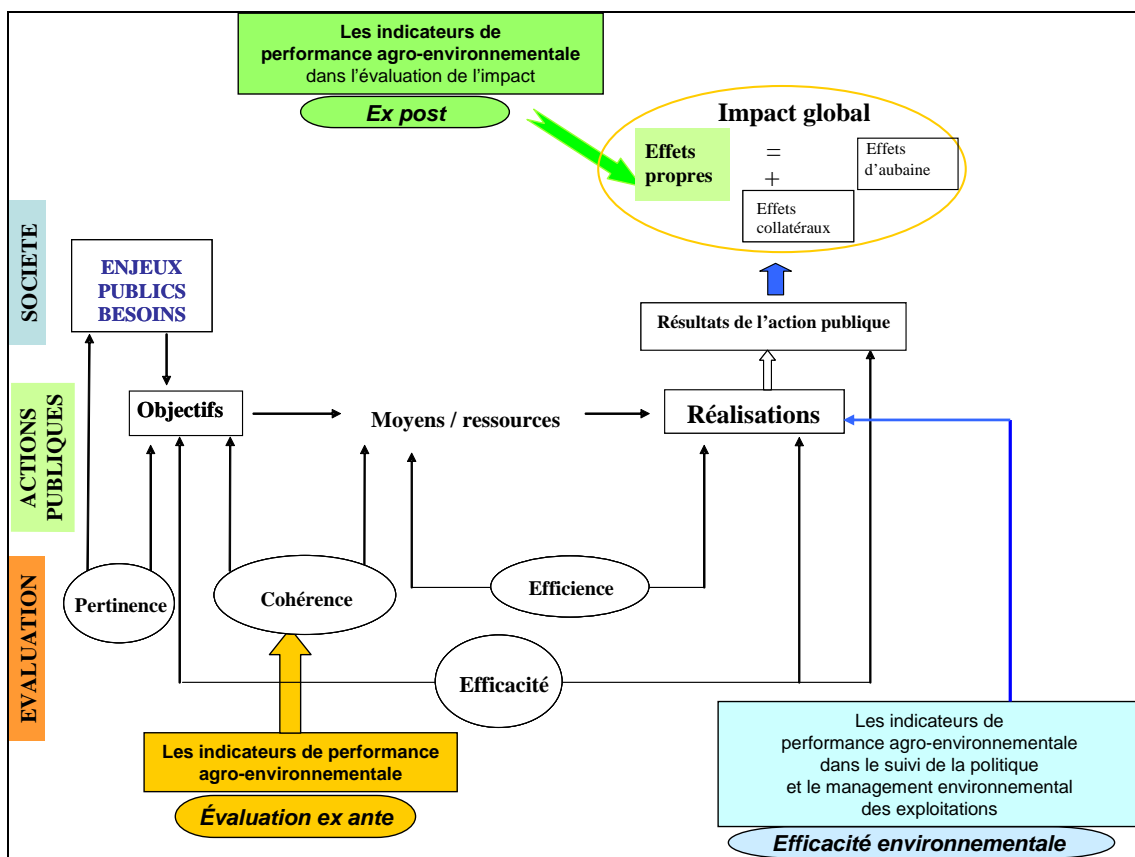 Les indicateurs de
performance agro-environnementale
dans l'évaluation de l'impact
Ex post
Impact global
Effets
propres
=
+
Effets
d'aubaine
Effets
collatéraux
SOCIETE
ENJEUX
PUBLICS
BESOINS
Résultats de l'action publique
ACTIONS
PUBLIQUES
Objectifs
Moyens / ressources
Réalisations
EVALUATION
Pertinence
Cohérence
Efficience
Efficacité
Les indicateurs de performance
agro-environnementale
Évaluation ex ante
Les indicateurs de
performance agro-environnementale
dans le suivi de la politique
et le management environmental
des exploitations
Efficacité environnementale